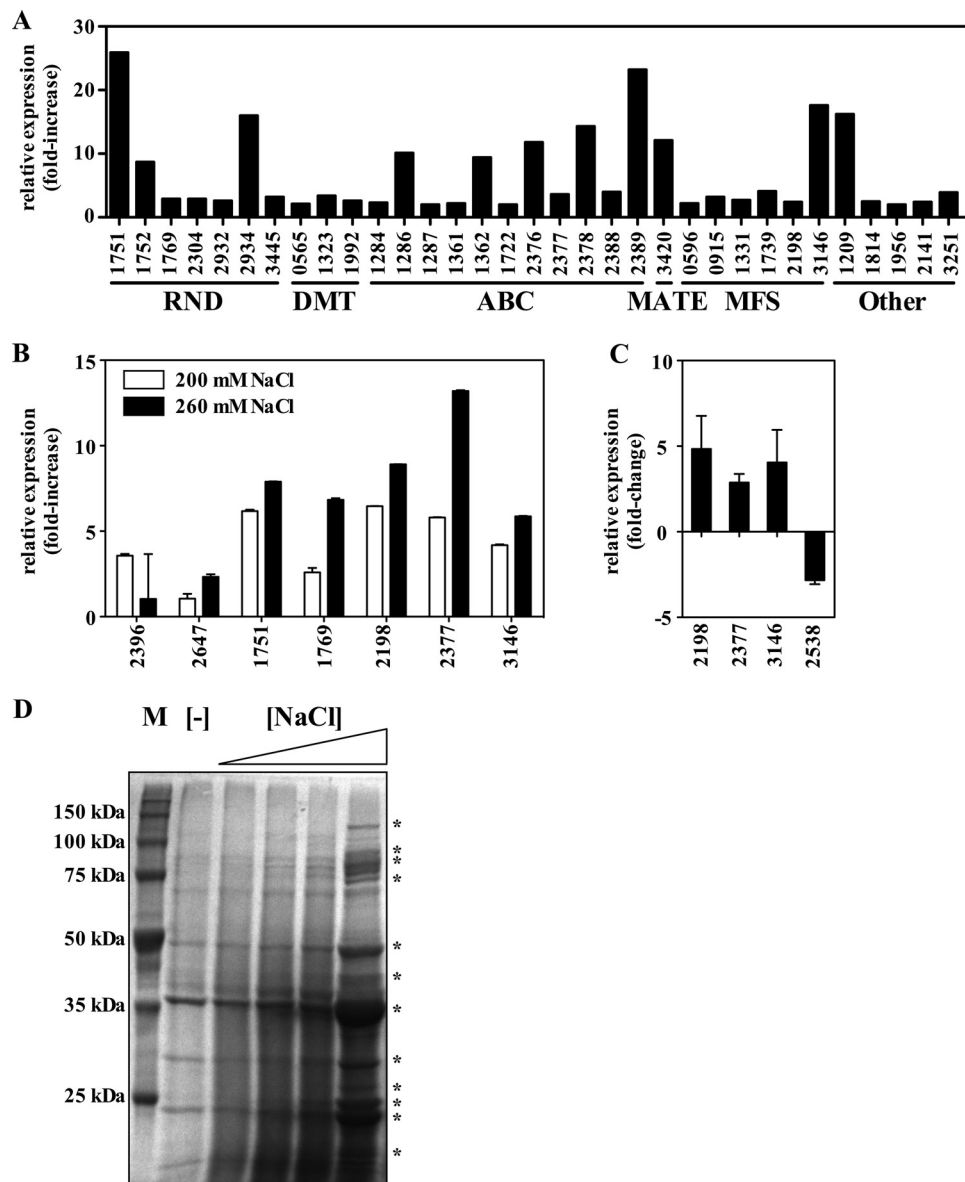 A
relative expression
(fold-increase)
30
20
10
0
1751
1752
1769
2304
2932
2934
3445
0565
1323
1992
1284
1286
1287
1361
1362
1722
2376
2377
2378
2388
2389
3420
0596
0915
1331
1739
2198
3146
1209
1814
1956
2141
3251
RND
DMT
ABC
MATE
MFS
Other
B
relative expression
(fold-increase)
15
10
5
0
200 mM NaCl
260 mM NaCl
2396
2647
1751
1769
2198
2377
3146
C
relative expression
(fold-change)
10
5
0
-5
2198
2377
3146
2538
D
M [-] [NaCl]
150 kDa
100 kDa
75 kDa
50 kDa
35 kDa
25 kDa
*
*
*
*
*
*
*
*
*
*
*
*